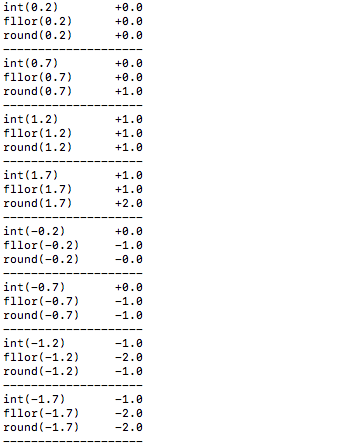 int(0.2) +0.0
fllor(0.2) +0.0
round(0.2) +0.0
--------------------
int(0.7) +0.0
fllor(0.7) +0.0
round(0.7) +1.0
--------------------
int(1.2) +1.0
fllor(1.2) +1.0
round(1.2) +1.0
--------------------
int(1.7) +1.0
fllor(1.7) +1.0
round(1.7) +2.0
--------------------
int(-0.2) +0.0
fllor(-0.2) -1.0
round(-0.2) -0.0
--------------------
int(-0.7) +0.0
fllor(-0.7) -1.0
round(-0.7) -1.0
--------------------
int(-1.2) -1.0
fllor(-1.2) -2.0
round(-1.2) -1.0
--------------------
int(-1.7) -1.0
fllor(-1.7) -2.0
round(-1.7) -2.0
--------------------